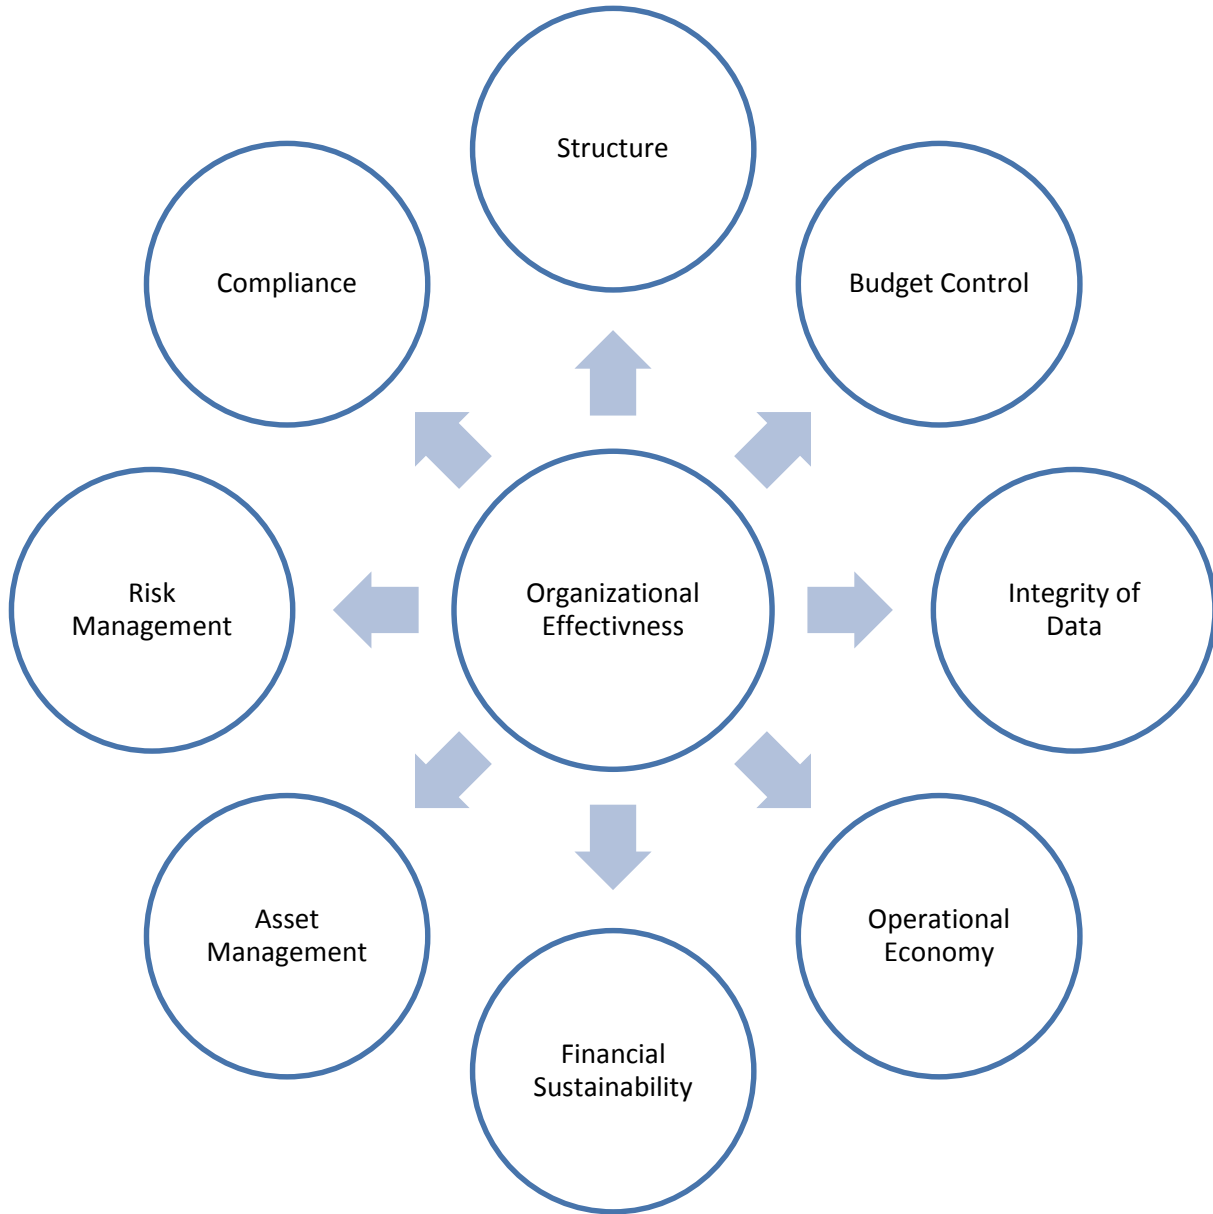 Structure
Compliance
Budget Control
Risk
Management
Organizational
Effectivness
Integrity of
Data
Asset
Management
Operational
Economy
Financial
Sustainability